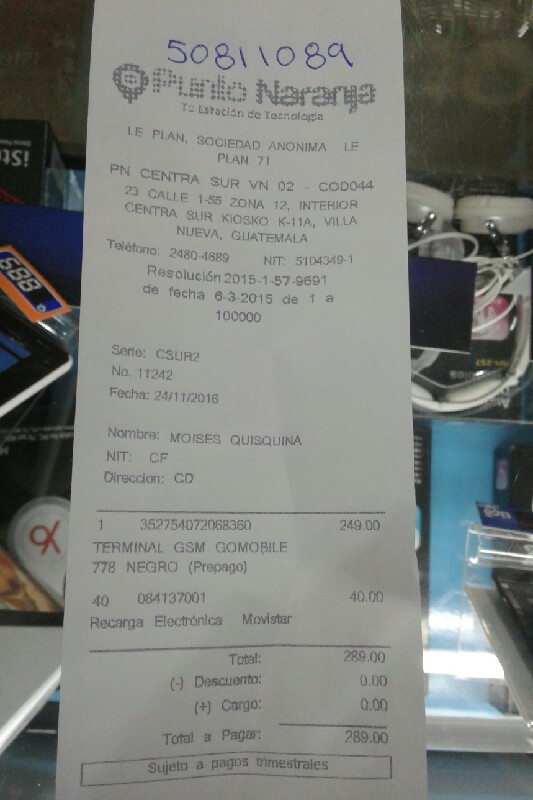 50811089
Punto Naranja
Tu Estación de Tecnología
LE PLAN, SOCIEDAD ANONIMA LE
PLAN 71
PN CENTRA SUR VN 02 - COD044
23 CALLE 1-55 ZONA 12, INTERIOR
CENTRA SUR KIOSKO K-11A, VILLA
NUEVA, GUATEMALA
Teléfono: 2480-4689 NIT: 5104349-1
Resolución 2015-1-57-9691
de fecha 6-3-2015 de 1 a
100000
Serie: CSUR2
No. 11242
Fecha: 24/11/2016
Nombre: MOISES QUISQUINA
NIT: CF
Direccion: CD
1 352754072068360 249.00
TERMINAL GSM GOMOBILE
778 NEGRO (Prepago)
40 084137001 40.00
Recarga Electrónica Movistar
Total: 289.00
(-) Descuento: 0.00
(+) Cargo: 0.00
Total a Pagar: 289.00
Sujeto a pagos trimestrales